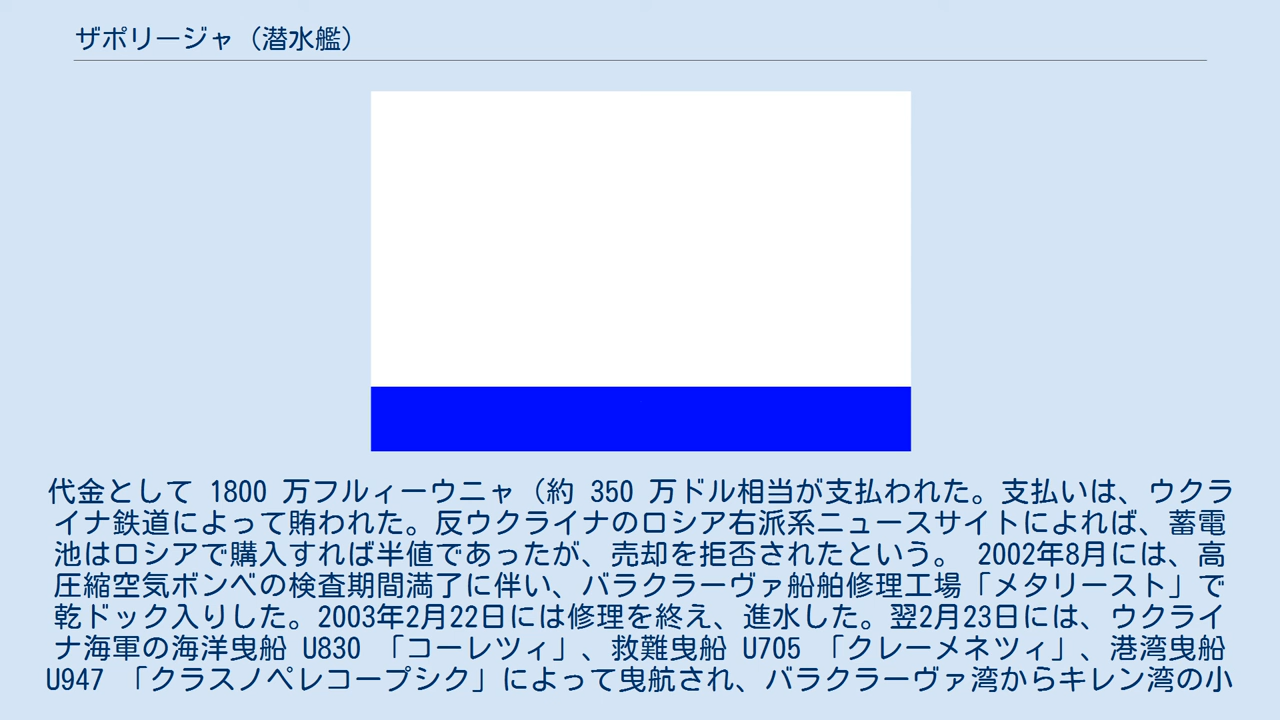 ザポリージャ（潜水艦）
代金として 1800 万フルィーウニャ（約 350 万ドル相当が支払われた。支払いは、ウクラ
イナ鉄道によって賄われた。反ウクライナのロシア右派系ニュースサイトによれば、蓄電
池はロシアで購入すれば半値であったが、売却を拒否されたという。 2002年8月には、高
圧縮空気ボンベの検査期間満了に伴い、バラクラーヴァ船舶修理工場「メタリースト」で
乾ドック入りした。2003年2月22日には修理を終え、進水した。翌2月23日には、ウクライ
ナ海軍の海洋曳船 U830 「コーレツィ」、救難曳船 U705 「クレーメネツィ」、港湾曳船
U947 「クラスノペレコープシク」によって曳航され、バラクラーヴァ湾からキレン湾の小